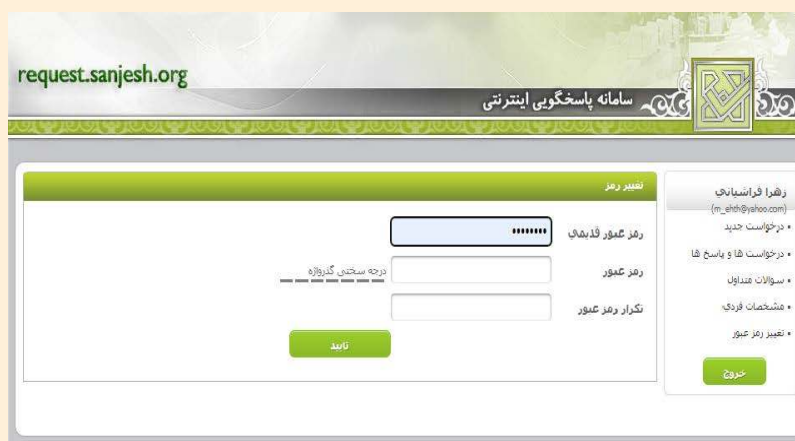 request.sanjesh.org
سامانه پاسخگویی اینترنتی
زهرا فراشیانی
(m_ehth@yahoo.com)
• درخواست جدید
• درخواست ها و پاسخ ها
• سوالات متداول
• مشخصات فردی
• تغییر رمز عبور
خروج
تغییر رمز
رمز عبور قدیمی
••••••••
رمز عبور
درجه سختی گذرواژه
تکرار رمز عبور
تایید